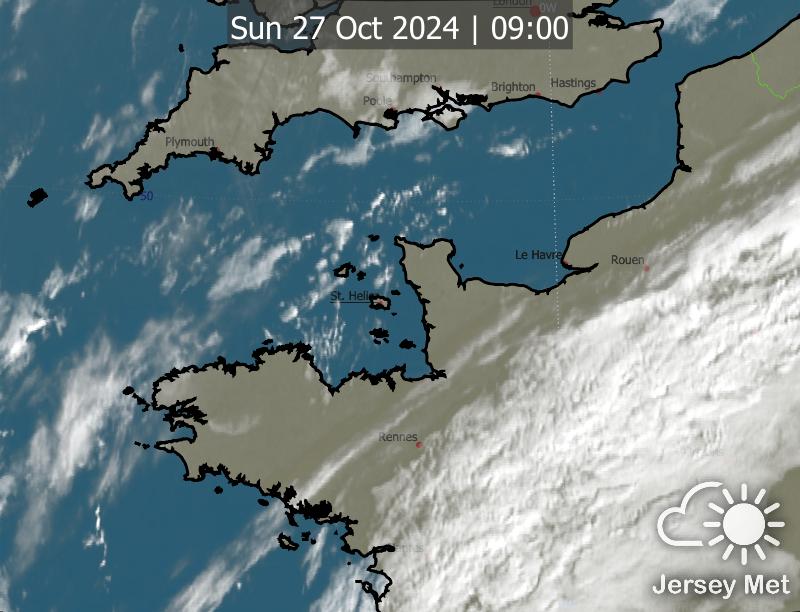 London
0W
Sun 27 Oct 2024 | 09:00
Southampton
Brighton
Hastings
Poole
Plymouth
50
Le Havre
Rouen
St. Helier
Rennes
Jersey Met